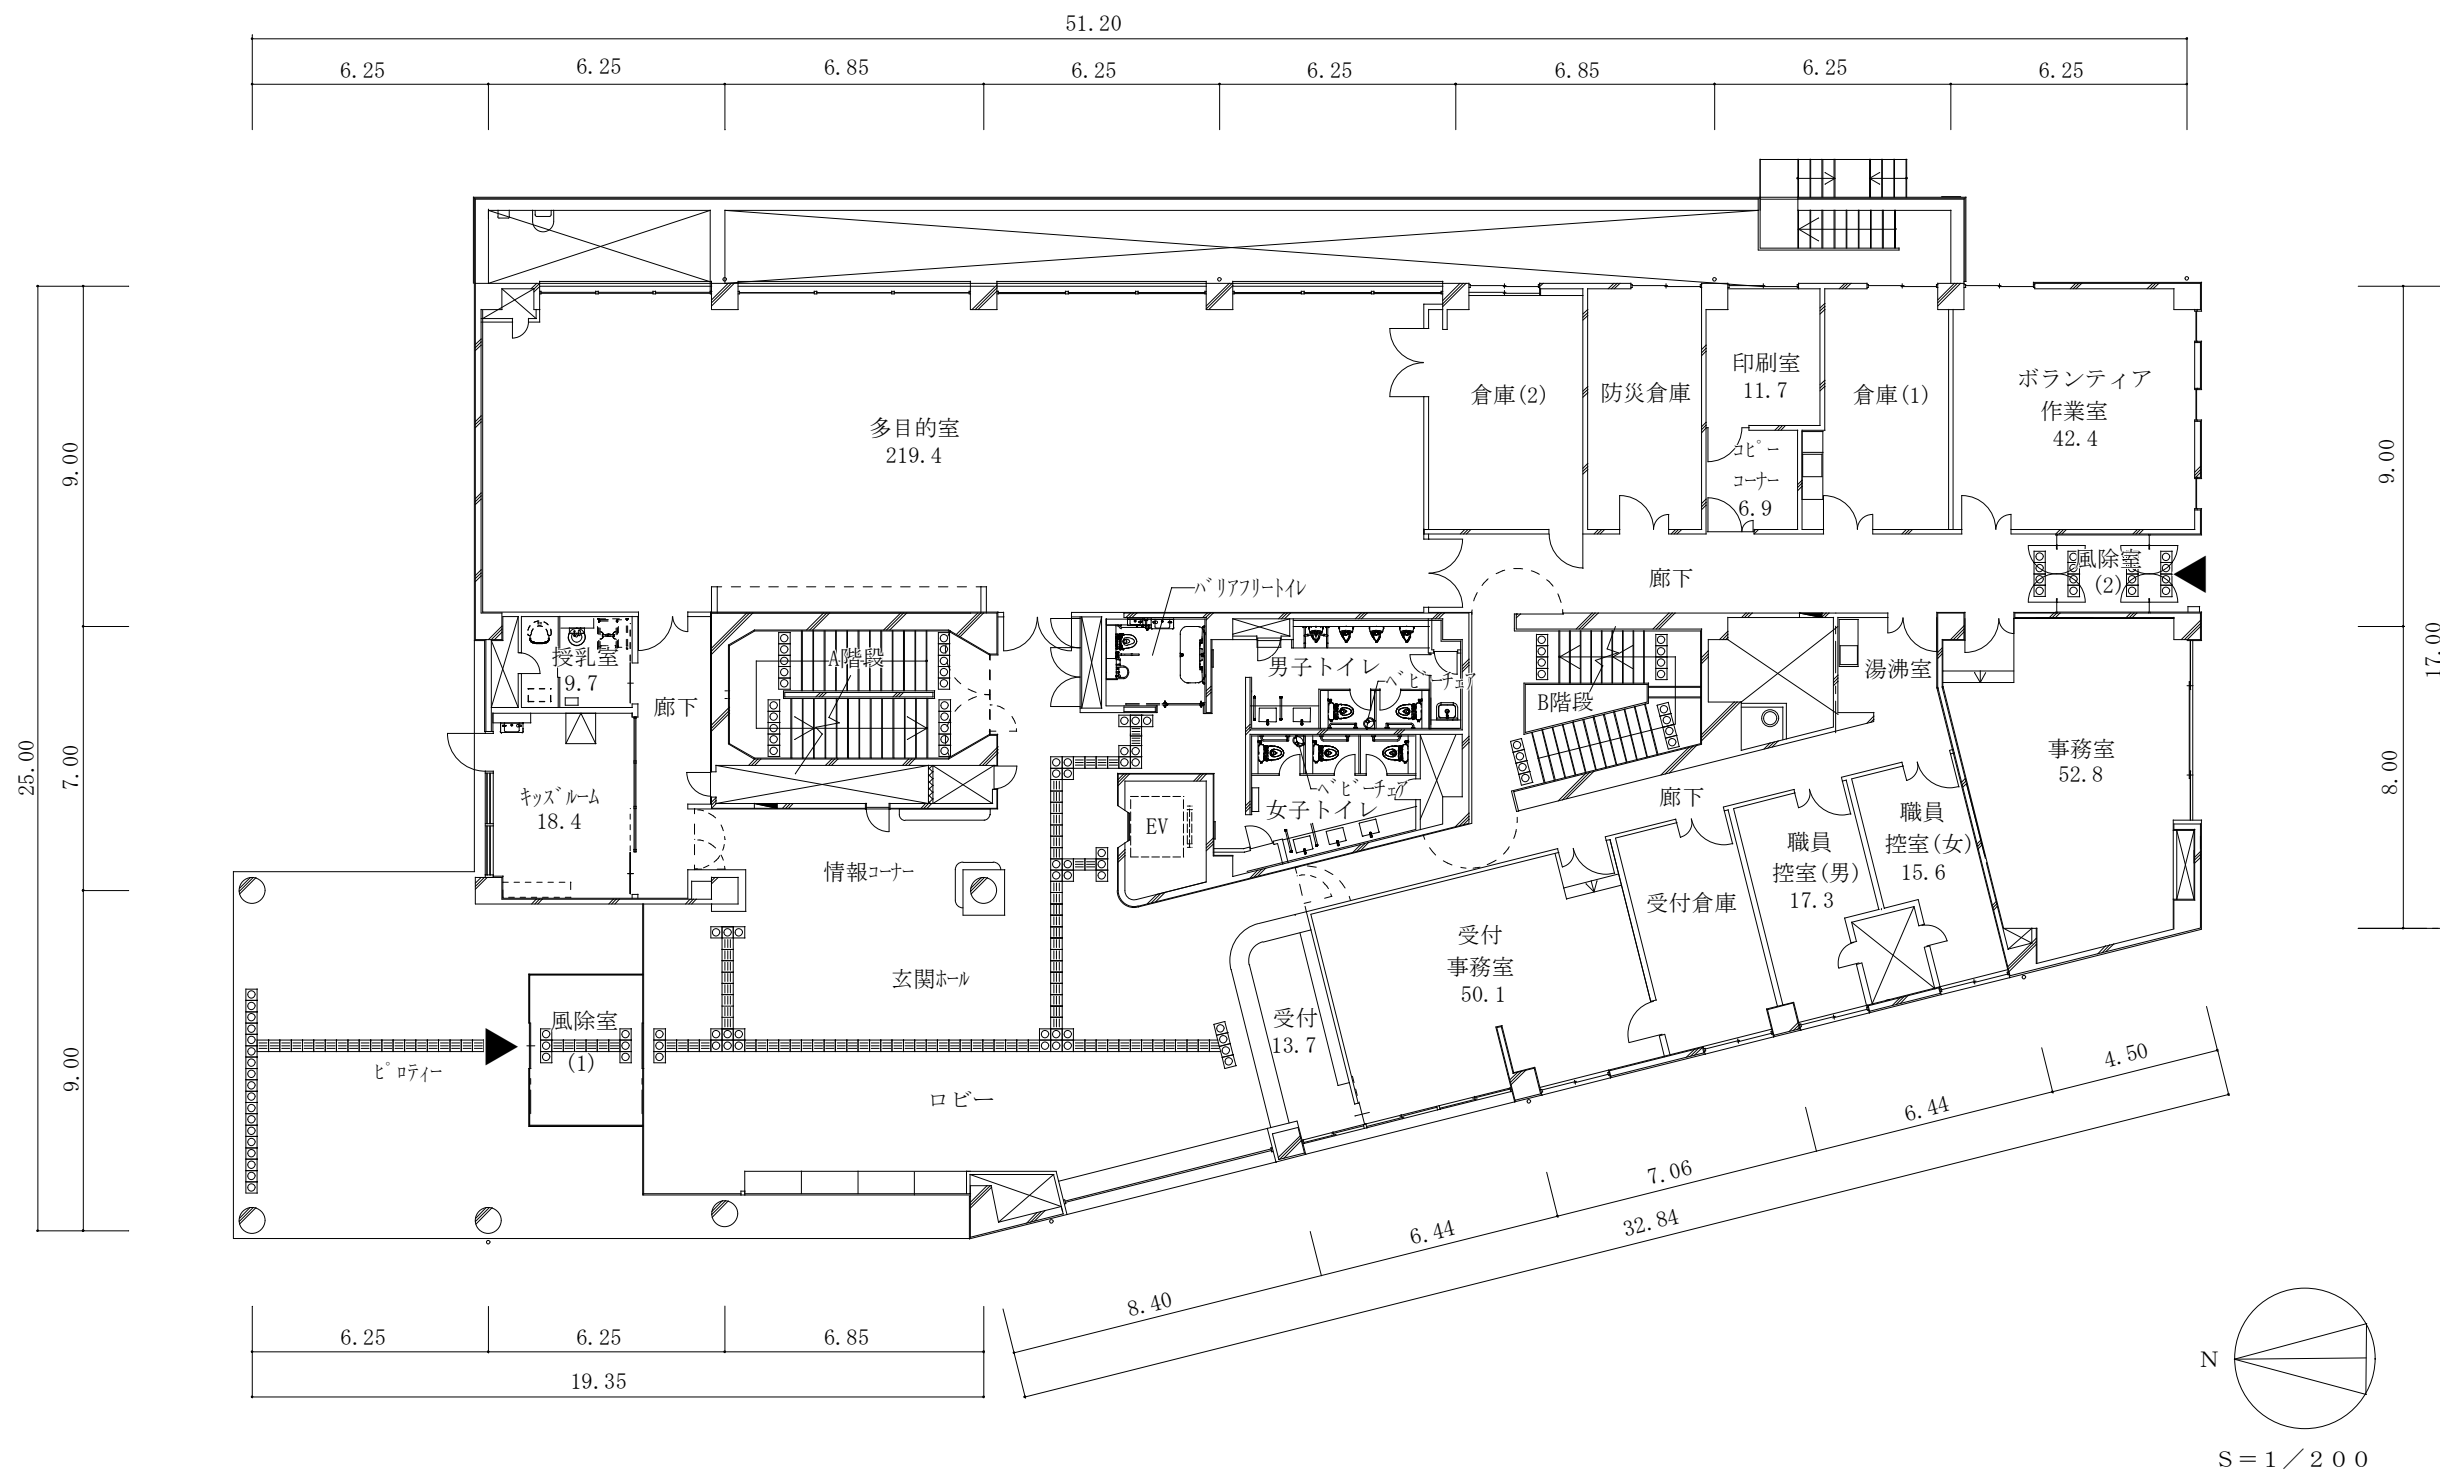 51.20
6.25
6.25
6.85
6.25
6.25
6.85
6.25
6.25
25.00
9.00
7.00
9.00
9.00
8.00
17.00
多目的室
219.4
倉庫(2)
防災倉庫
印刷室
11.7
コピー
コーナー
6.9
倉庫(1)
ボランティア
作業室
42.4
風除室
(2)
廊下
バリアフリートイレ
授乳室
9.7
廊下
A階段
男子トイレ
ベビーチェア
B階段
湯沸室
事務室
52.8
キッズルーム
18.4
EV
ベビーチェア
女子トイレ
廊下
職員
控室(女)
15.6
職員
控室(男)
17.3
受付倉庫
情報コーナー
受付
事務室
50.1
玄関ホール
受付
13.7
風除室
(1)
ピロティー
ロビー
4.50
6.44
7.06
6.44
8.40
32.84
6.25
6.25
6.85
19.35
N
S=1/200